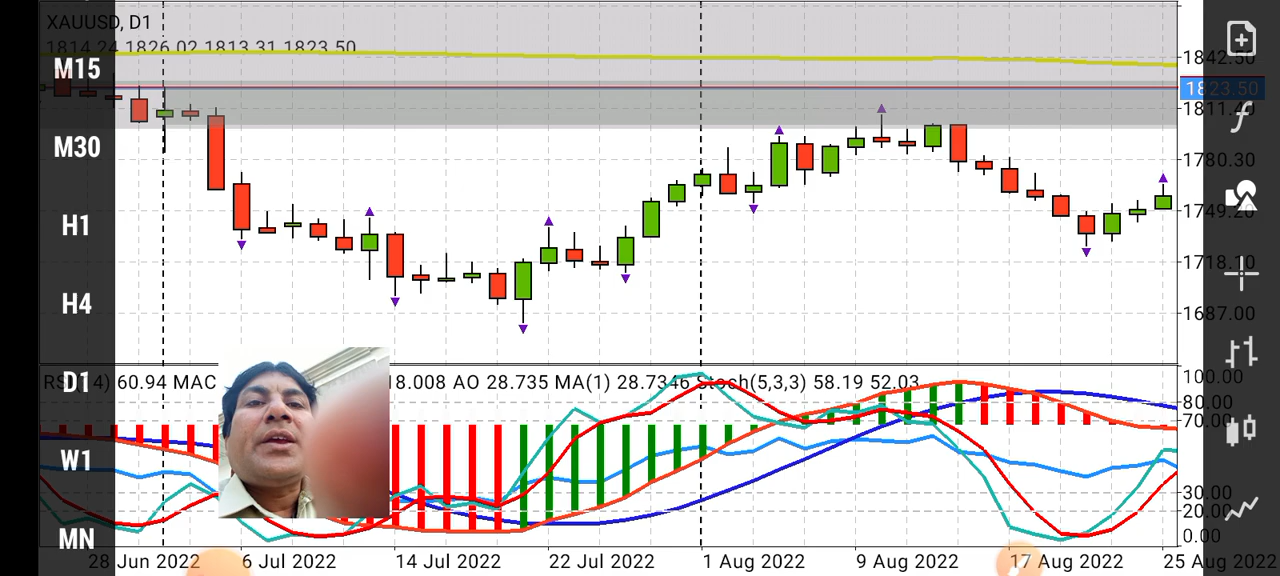 XAUUSD, D1
1814.24 1826.02 1813.31 1823.50
M15
M30
H1
H4
D1
W1
MN
1842.50
1823.50
1811.40
1780.30
1749.20
1718.10
1687.00
f
60.94 MAC
18.008 AO 28.735 MA(1) 28.7346 Stoch(5,3,3) 58.19 52.03
100.00
80.00
70.00
30.00
20.00
0.00
28 Jun 2022 6 Jul 2022 14 Jul 2022 22 Jul 2022 1 Aug 2022 9 Aug 2022 17 Aug 2022 25 Aug 2022